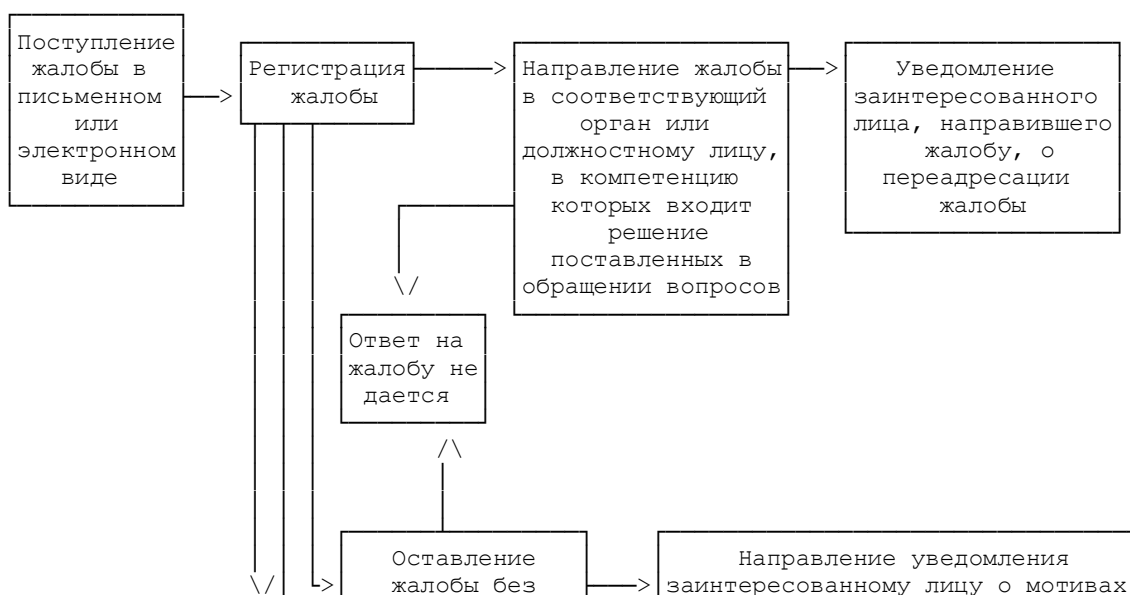 Поступление
жалобы в
письменном
или
электронном
виде
Регистрация
жалобы
Направление жалобы
в соответствующий
орган или
должностному лицу,
в компетенцию
которых входит
решение
поставленных в
обращении вопросов
Уведомление
заинтересованного
лица, направившего
жалобу, о
переадресации
жалобы
Ответ на
жалобу не
дается
Оставление
жалобы без
Направление уведомления
заинтересованному лицу о мотивах